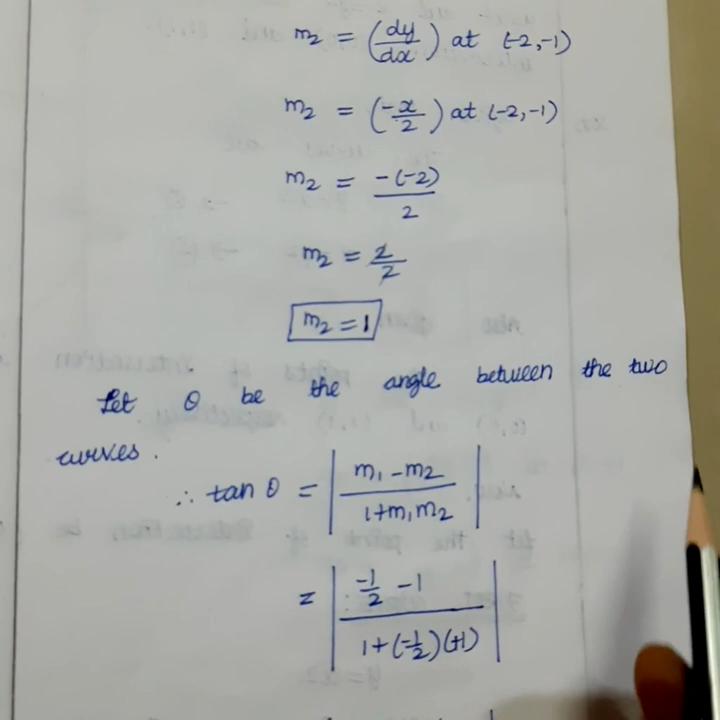 m₂ = (dy/dx) at (-2,-1)
m₂ = (-x/2) at (-2,-1)
m₂ = -(-2)/2
m₂ = 2/2
m₂ = 1
Let θ be the angle between the two
curves.
∴ tan θ = | m₁ - m₂ / 1+m₁m₂ |
= | -1/2 - 1 / 1+(-1/2)(+1) |